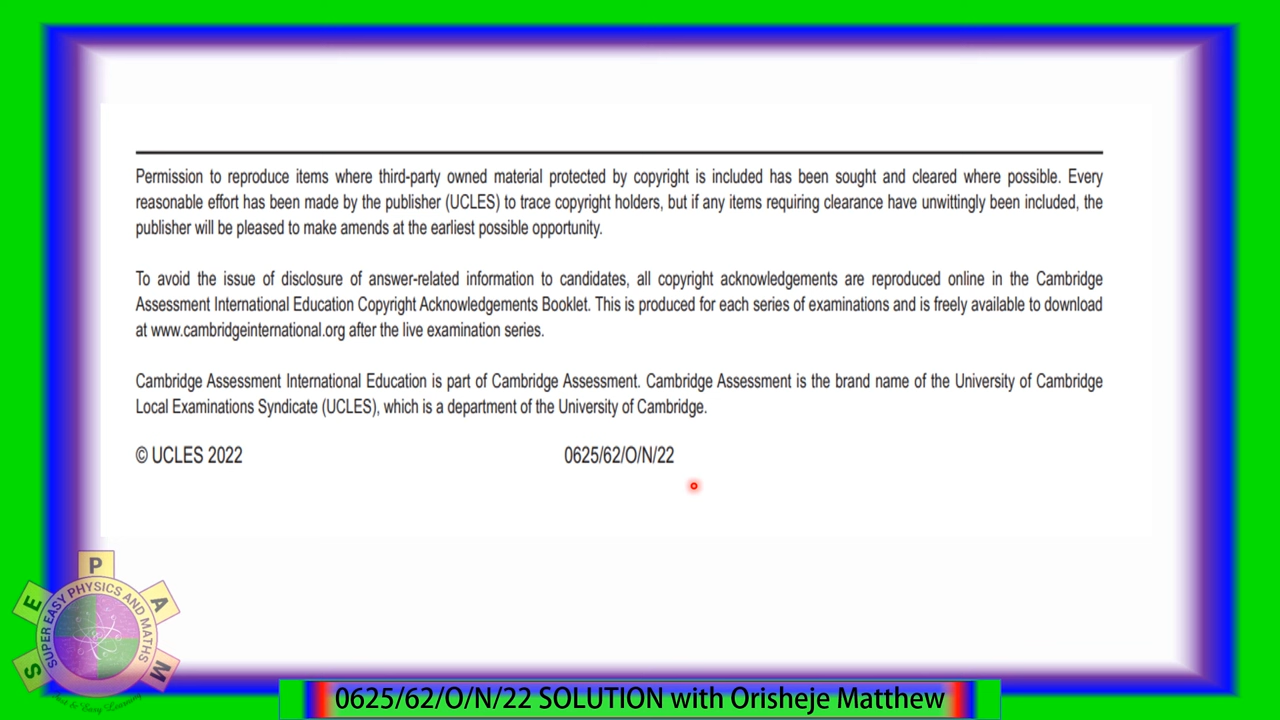 Permission to reproduce items where third-party owned material protected by copyright is included has been sought and cleared where possible. Every
reasonable effort has been made by the publisher (UCLES) to trace copyright holders, but if any items requiring clearance have unwittingly been included, the
publisher will be pleased to make amends at the earliest possible opportunity.
To avoid the issue of disclosure of answer-related information to candidates, all copyright acknowledgements are reproduced online in the Cambridge
Assessment International Education Copyright Acknowledgements Booklet. This is produced for each series of examinations and is freely available to download
at www.cambridgeinternational.org after the live examination series.
Cambridge Assessment International Education is part of Cambridge Assessment. Cambridge Assessment is the brand name of the University of Cambridge
Local Examinations Syndicate (UCLES), which is a department of the University of Cambridge.
© UCLES 2022 0625/62/O/N/22
S E P A M
SUPER EASY PHYSICS AND MATHS
& Easy Learning
0625/62/O/N/22 SOLUTION with Orisheje Matthew